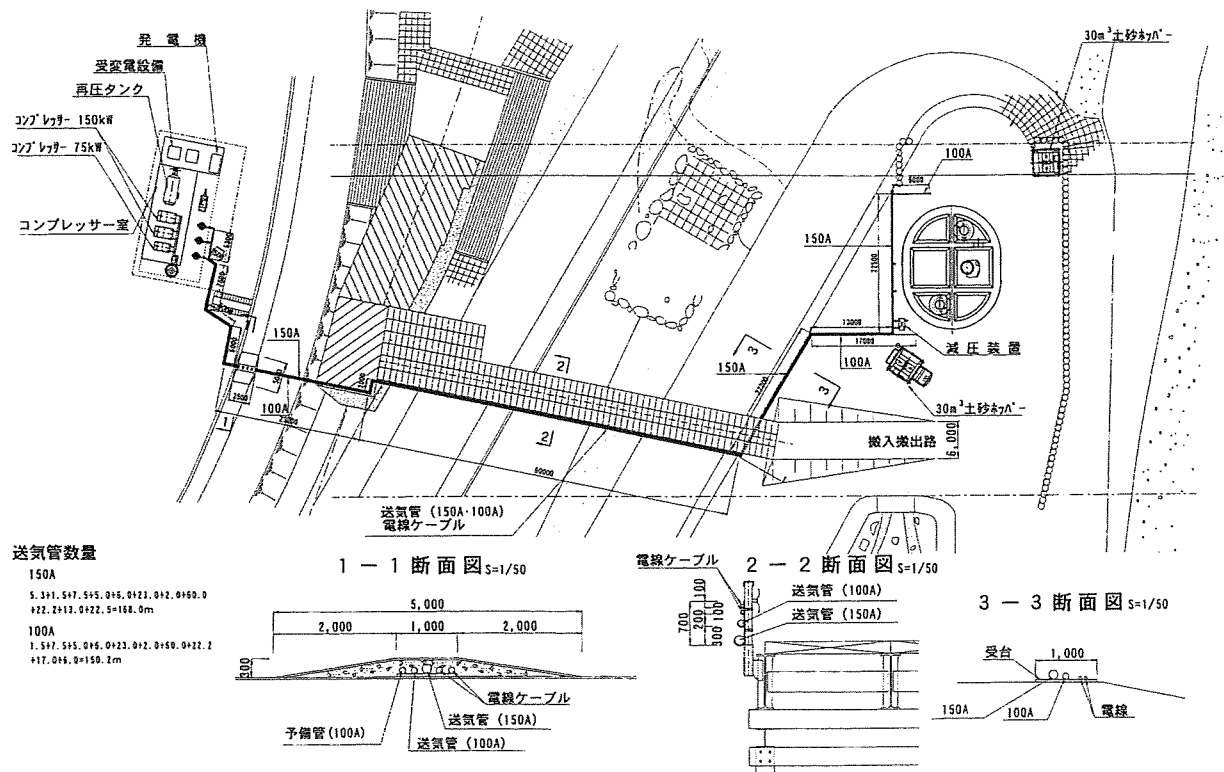 発電機
受変電設備
再圧タンク
コンプレッサー 150kW
コンプレッサー 75kW
コンプレッサー室
30m³土砂ホッパー
100A
150A
22500
13000
17000
減圧装置
100A
150A
30m³土砂ホッパー
搬入搬出路
6,000
150A
100A
2500
23000
60000
送気管 (150A・100A)
電線ケーブル
1
2
2
3
3
送気管数量
150A
5.3+1.5+7.5+5.0+6.0+23.0+2.0+60.0
+22.2+13.0+22.5=168.0m
100A
1.5+7.5+5.0+6.0+23.0+2.0+60.0+22.2
+17.0+6.0=150.2m
1 − 1 断面図 S=1/50
5,000
2,000
1,000
2,000
300
電線ケーブル
送気管 (150A)
送気管 (100A)
予備管(100A)
2 − 2 断面図 S=1/50
電線ケーブル
送気管 (100A)
送気管 (150A)
700
300
200
100
100
3 − 3 断面図 S=1/50
受台
1,000
150A
100A
電線